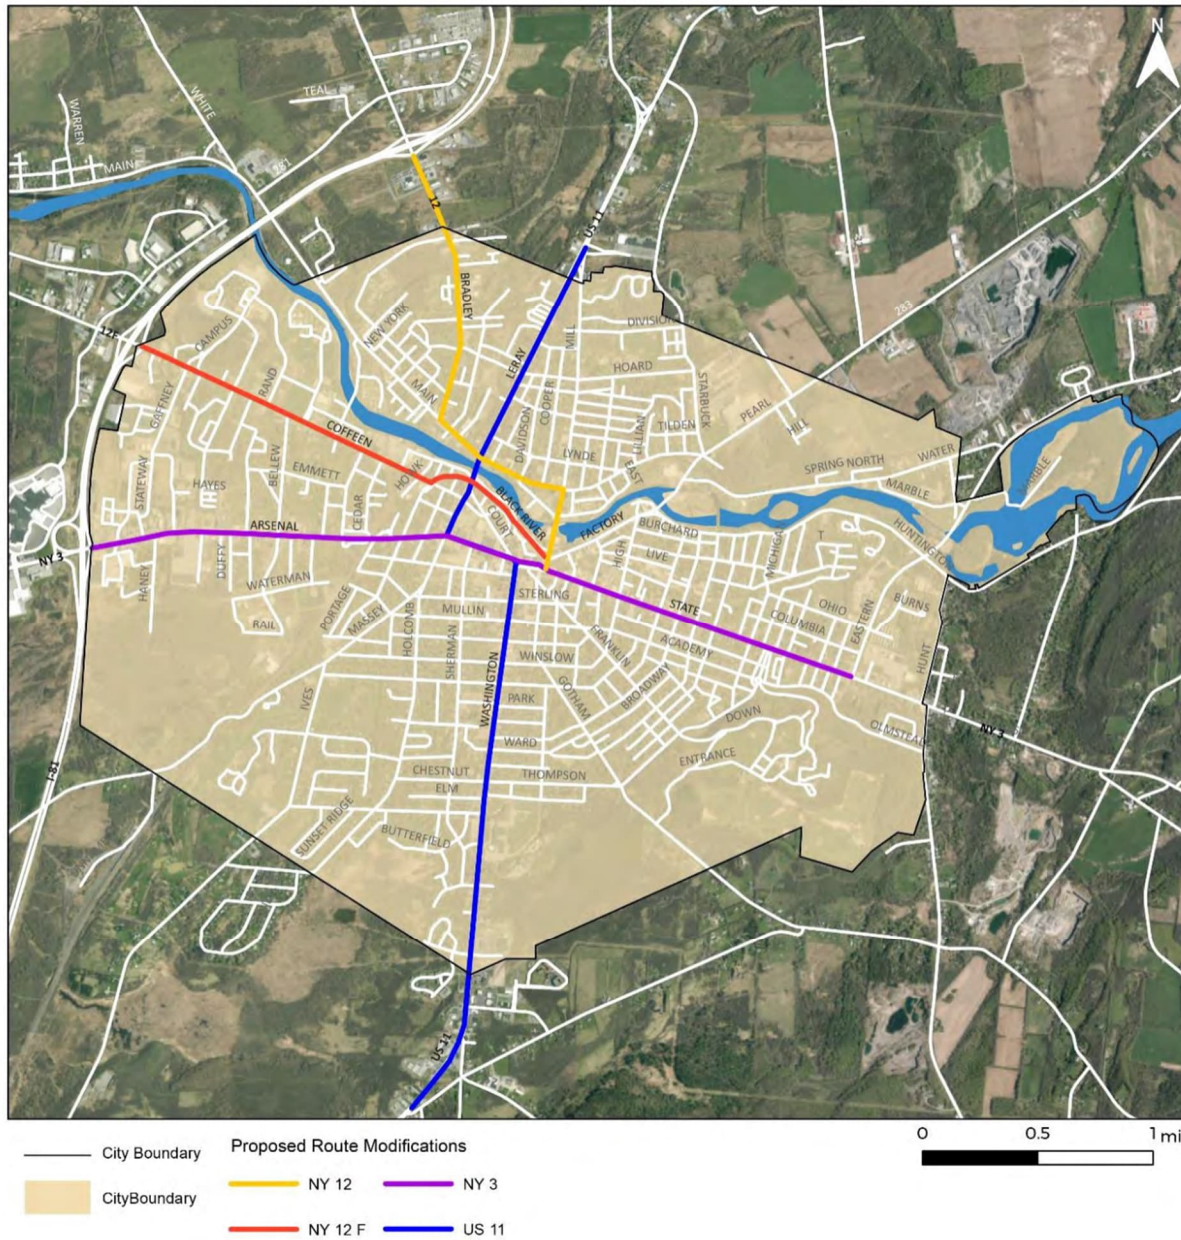 N
TEAL
WHITE
WARREN
MAIN
281
12
US 11
BRADLEY
NEW YORK
MILL
DIVISION
283
12F
CAMPUS
LERAY
HOARD
STARBUCK
GAFFNEY
RAND
MAIN
COOPER
PEARL
HILL
COFFEEN
DAVIDSON
LILLIAN
TILDEN
STATEWAY
BELLEW
EMMETT
LYNDE
EAST
SPRING NORTH
WATER
HAYES
CEDAR
MARBLE
ARSENAL
COURT
BLACK RIVER
FACTORY
BURCHARD
HUNTINGTO
NY 3
DUFFY
HIGH
LIVE
MICHIGAN
T
HANEY
WATERMAN
PORTAGE
MASSEY
HOLCOMB
MULLIN
STERLING
STATE
OHIO
COLUMBIA
EASTERN
BURNS
RAIL
SHERMAN
FRANKLIN
ACADEMY
HUNT
WINSLOW
IVES
WASHINGTON
PARK
GOTHAM
BROADWAY
DOWN
OLMSTEAD
NY 3
WARD
ENTRANCE
I-81
CHESTNUT
THOMPSON
ELM
SUNSET RIDGE
BUTTERFIELD
US 11
City Boundary
CityBoundary
Proposed Route Modifications
NY 12
NY 3
NY 12 F
US 11
0 0.5 1 mi